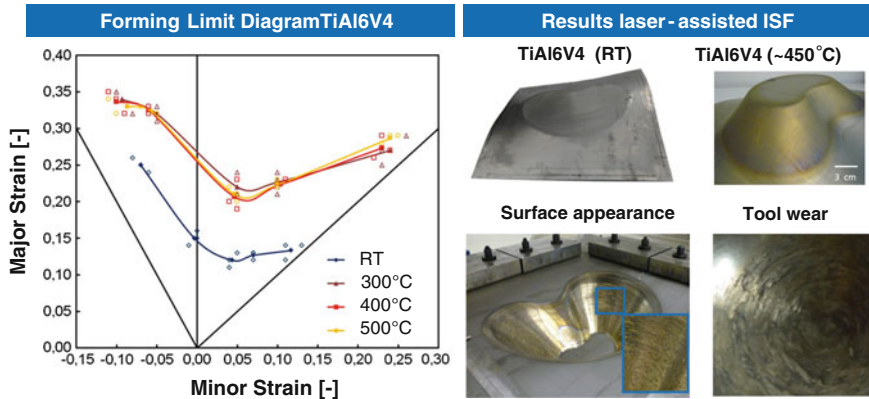 Forming Limit DiagramTiAl6V4
Major Strain [-]
0,40
0,35
0,30
0,25
0,20
0,15
0,10
0,05
0,00
-0,15
-0,10
-0,05
0,00
0,05
0,10
0,15
0,20
0,25
0,30
Minor Strain [-]
RT
300°C
400°C
500°C
Results laser-assisted ISF
TiAl6V4 (RT)
TiAl6V4 (~450°C)
3 cm
Surface appearance
Tool wear